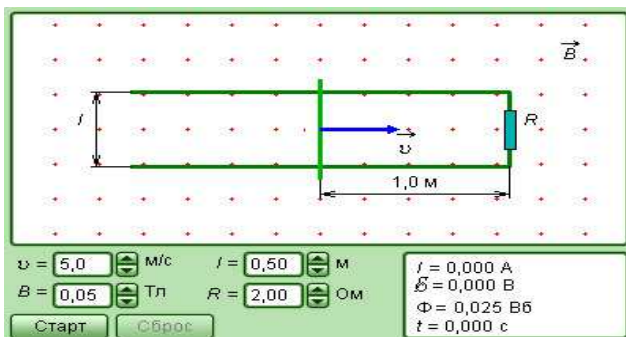 B
l
R
υ
1,0 м
υ = 5,0 м/с l = 0,50 м
B = 0,05 Тл R = 2,00 Ом
Старт Сброс
I = 0,000 А
ℰ = 0,000 В
Ф = 0,025 Вб
t = 0,000 с